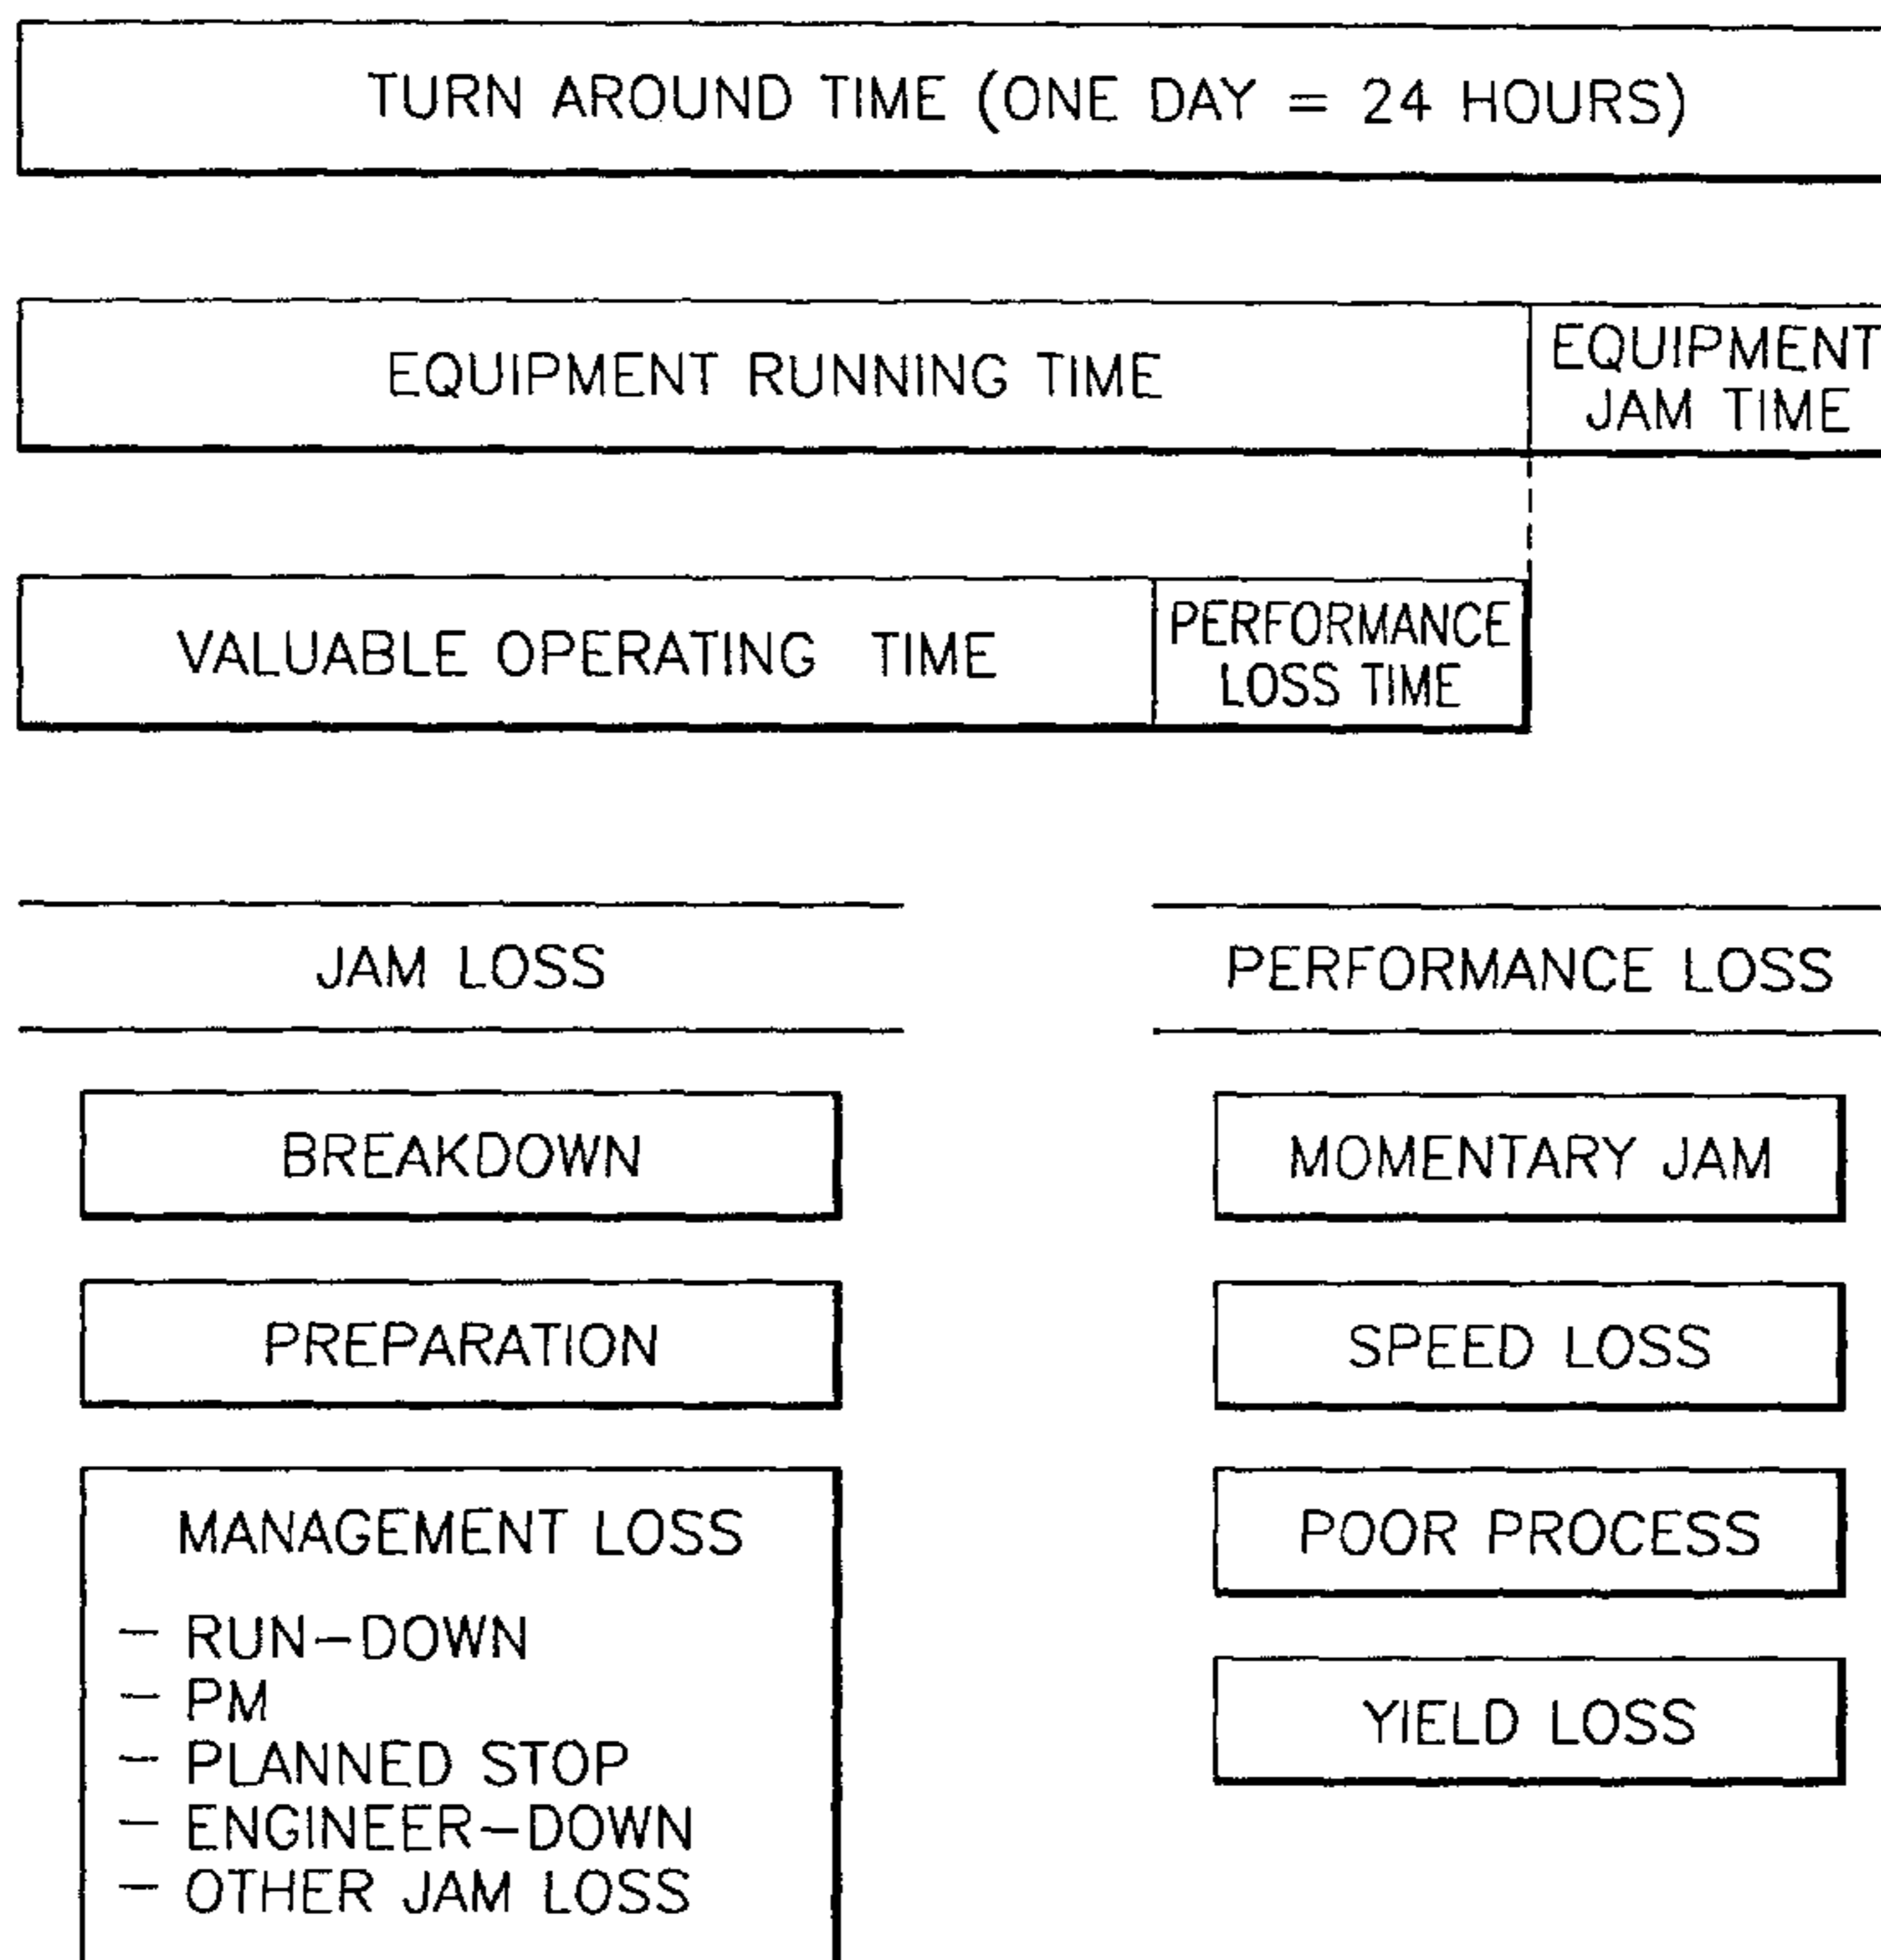 TURN AROUND TIME (ONE DAY = 24 HOURS)
EQUIPMENT RUNNING TIME
EQUIPMENT
JAM TIME
VALUABLE OPERATING TIME
PERFORMANCE
LOSS TIME
JAM LOSS
BREAKDOWN
PREPARATION
MANAGEMENT LOSS
– RUN–DOWN
– PM
– PLANNED STOP
– ENGINEER–DOWN
– OTHER JAM LOSS
PERFORMANCE LOSS
MOMENTARY JAM
SPEED LOSS
POOR PROCESS
YIELD LOSS